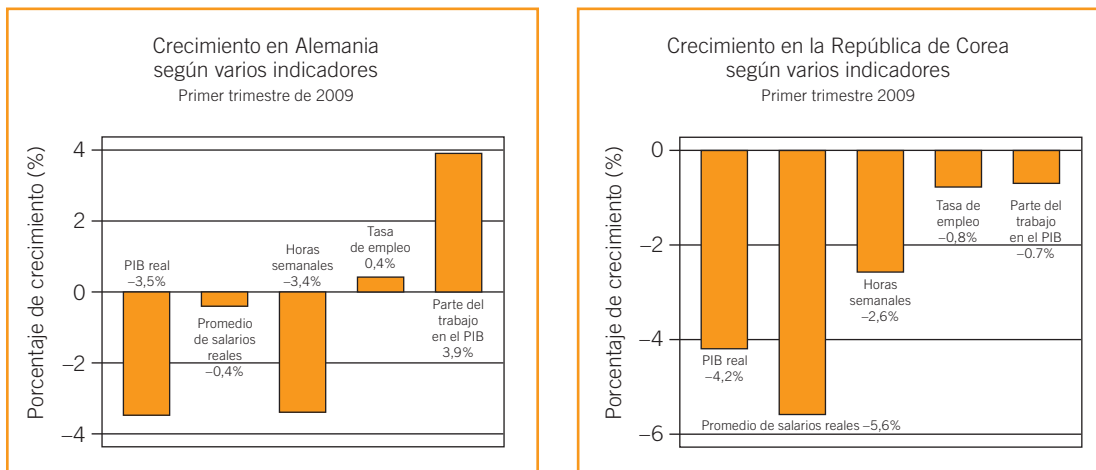 Crecimiento en Alemania
según varios indicadores
Primer trimestre de 2009
Porcentaje de crecimiento (%)
4
2
0
−2
−4
PIB real
−3,5%
Promedio
de salarios
reales
−0,4%
Horas
semanales
−3,4%
Tasa
de empleo
0,4%
Parte del
trabajo
en el PIB
3,9%
Crecimiento en la República de Corea
según varios indicadores
Primer trimestre 2009
Porcentaje de crecimiento (%)
0
−2
−4
−6
PIB real
−4,2%
Promedio de salarios reales −5,6%
Horas
semanales
−2,6%
Tasa de
empleo
−0,8%
Parte del
trabajo
en el PIB
−0.7%